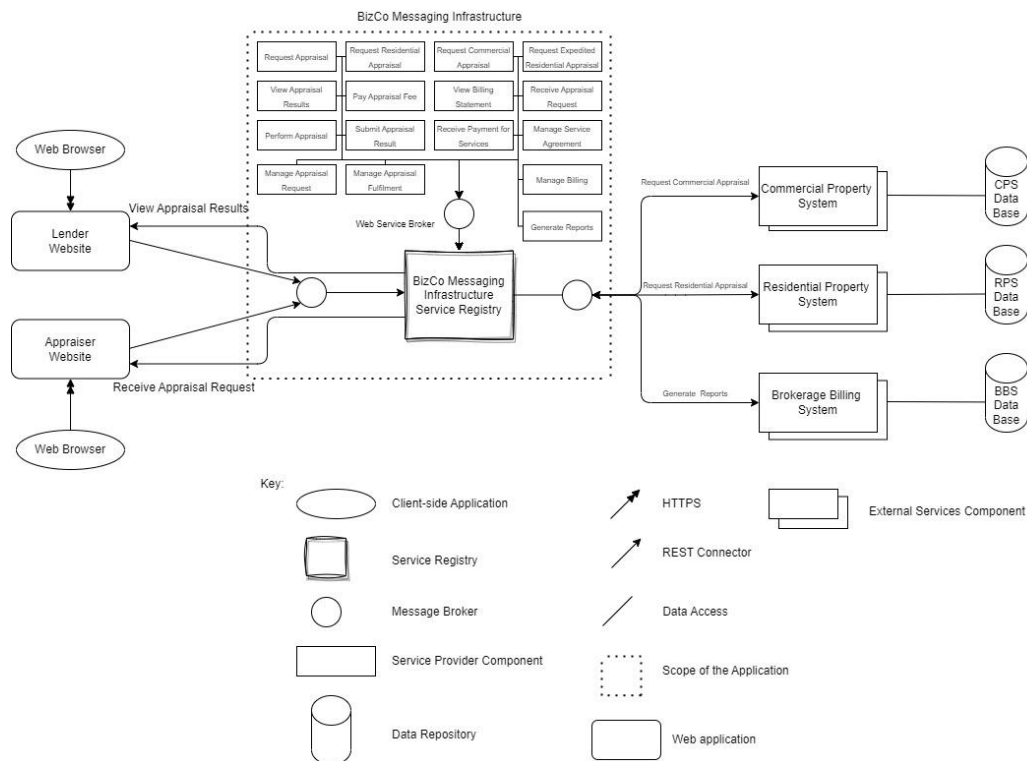 BizCo Messaging Infrastructure
Request Appraisal
Request Residential
Appraisal
Request Commercial
Appraisal
Request Expedited
Residential Appraisal
View Appraisal
Results
Pay Appraisal Fee
View Billing
Statement
Receive Appraisal
Request
Perform Appraisal
Submit Appraisal
Result
Receive Payment for
Services
Manage Service
Agreement
Manage Appraisal
Request
Manage Appraisal
Fulfilment
Manage Billing
Generate Reports
Web Service Broker
Web Browser
View Appraisal Results
Lender
Website
BizCo Messaging
Infrastructure
Service Registry
Appraiser
Website
Receive Appraisal Request
Web Browser
Request Commercial Appraisal
Commercial Property
System
CPS
Data
Base
Request Residential Appraisal
Residential Property
System
RPS
Data
Base
Generate Reports
Brokerage Billing
System
BBS
Data
Base
Key:
Client-side Application
HTTPS
External Services Component
Service Registry
REST Connector
Message Broker
Data Access
Service Provider Component
Scope of the Application
Data Repository
Web application